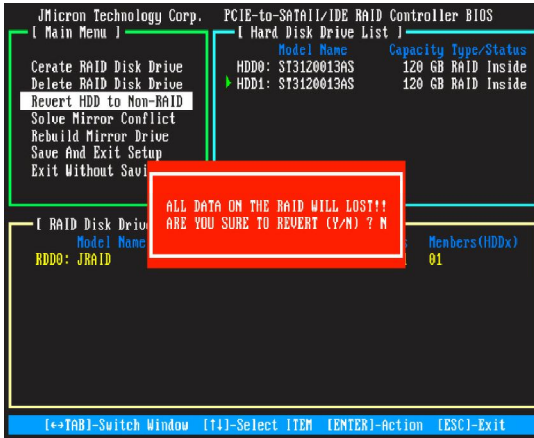 JMicron Technology Corp. PCIE-to-SATAII/IDE RAID Controller BIOS
[ Main Menu ]
Cerate RAID Disk Drive
Delete RAID Disk Drive
Revert HDD to Non-RAID
Solve Mirror Conflict
Rebuild Mirror Drive
Save And Exit Setup
Exit Without Savi
[ Hard Disk Drive List ]
Model Name Capacity Type/Status
HDD0: ST3120013AS 120 GB RAID Inside
HDD1: ST3120013AS 120 GB RAID Inside
ALL DATA ON THE RAID WILL LOST!!
ARE YOU SURE TO REVERT (Y/N) ? N
[ RAID Disk Driv
Model Name Members(HDDx)
RDD0: JRAID 01
[↔TAB]-Switch Window [↑↓]-Select ITEM [ENTER]-Action [ESC]-Exit